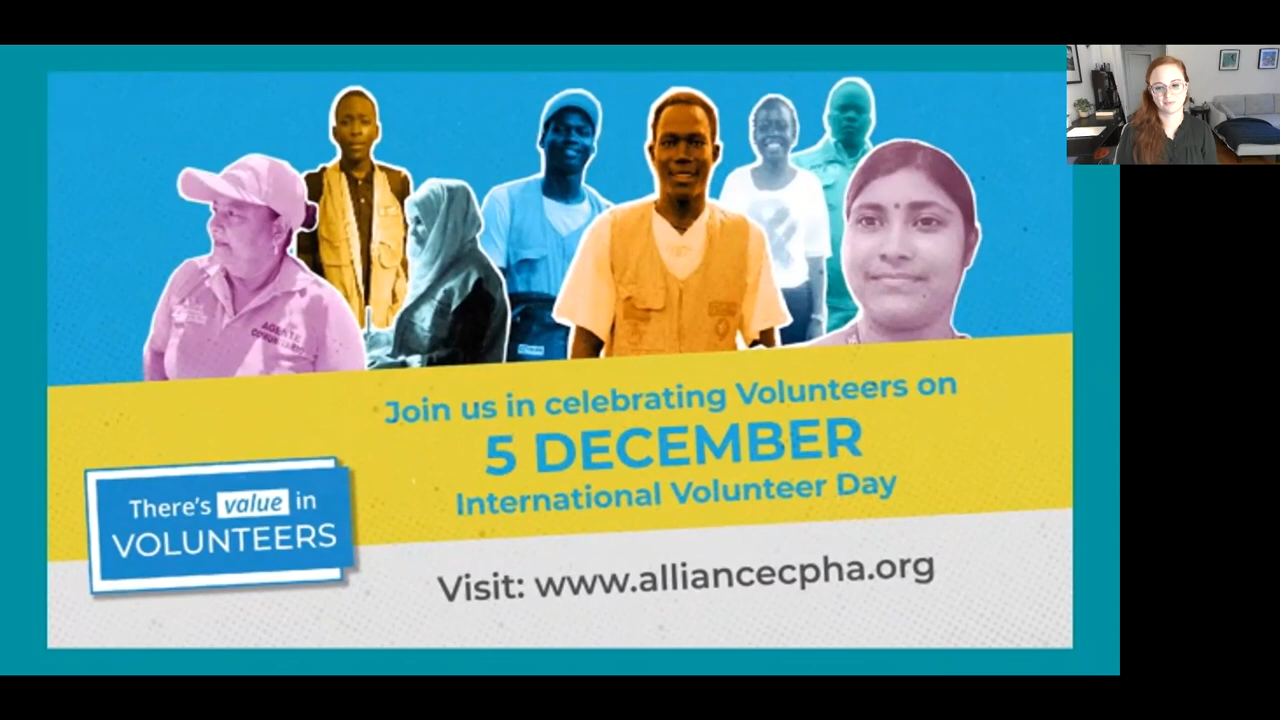 AGENTE
Join us in celebrating Volunteers on
5 DECEMBER
International Volunteer Day
There's value in
VOLUNTEERS
Visit: www.alliancecpha.org